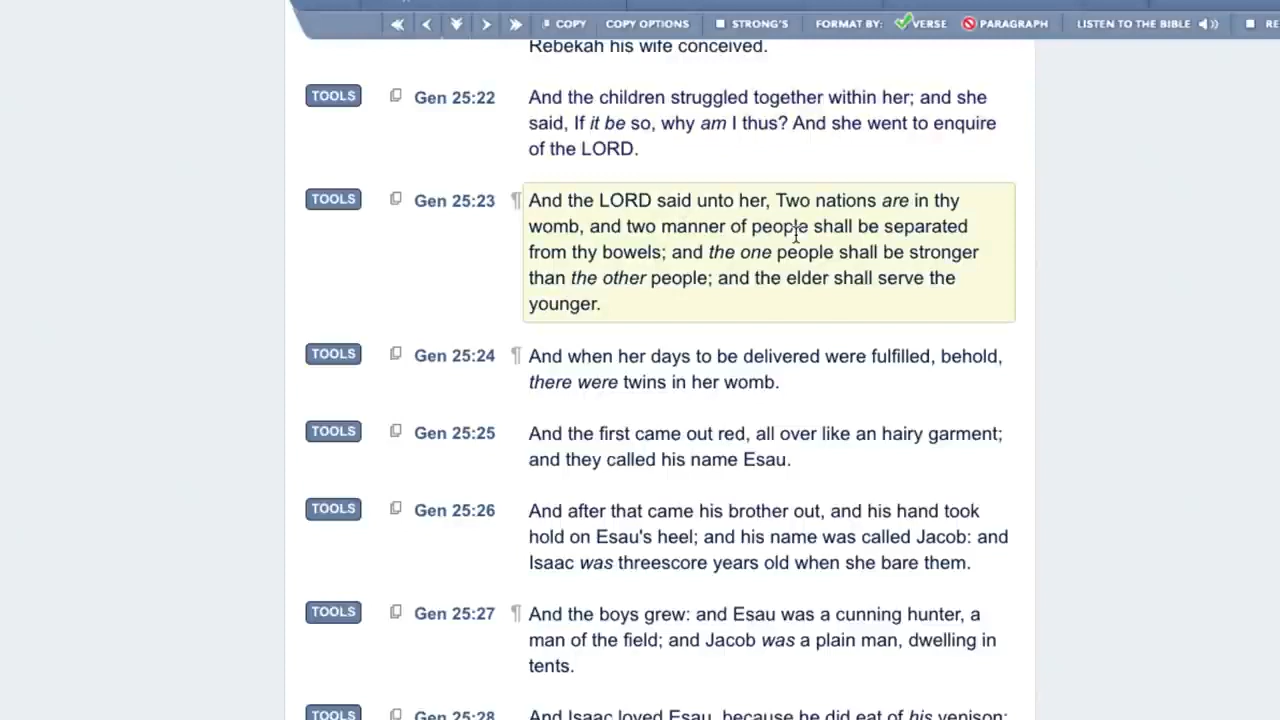 COPY COPY OPTIONS STRONG'S FORMAT BY: VERSE PARAGRAPH LISTEN TO THE BIBLE
Rebekah his wife conceived.
TOOLS Gen 25:22 And the children struggled together within her; and she
said, If it be so, why am I thus? And she went to enquire
of the LORD.
TOOLS Gen 25:23 ¶ And the LORD said unto her, Two nations are in thy
womb, and two manner of people shall be separated
from thy bowels; and the one people shall be stronger
than the other people; and the elder shall serve the
younger.
TOOLS Gen 25:24 ¶ And when her days to be delivered were fulfilled, behold,
there were twins in her womb.
TOOLS Gen 25:25 And the first came out red, all over like an hairy garment;
and they called his name Esau.
TOOLS Gen 25:26 And after that came his brother out, and his hand took
hold on Esau's heel; and his name was called Jacob: and
Isaac was threescore years old when she bare them.
TOOLS Gen 25:27 ¶ And the boys grew: and Esau was a cunning hunter, a
man of the field; and Jacob was a plain man, dwelling in
tents.
TOOLS Gen 25:28 And Isaac loved Esau, because he did eat of his venison: